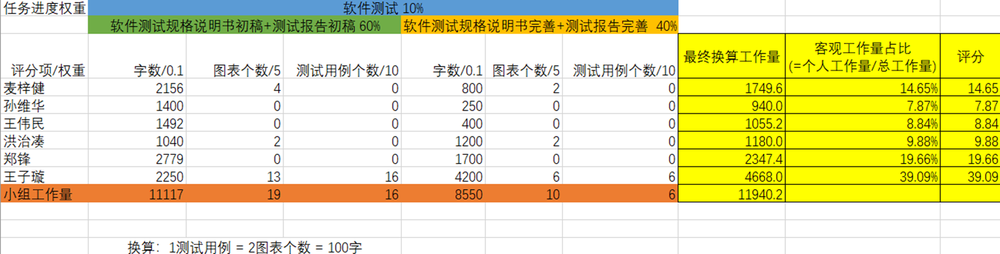 任务进度权重 软件测试 10%
软件测试规格说明书初稿+测试报告初稿 60% 软件测试规格说明书完善+测试报告完善 40%
评分项/权重 字数/0.1 图表个数/5 测试用例个数/10 字数/0.1 图表个数/5 测试用例个数/10 最终换算工作量 客观工作量占比 评分
(=个人工作量/总工作量)
麦梓健 2156 4 0 800 2 0 1749.6 14.65% 14.65
孙维华 1400 0 0 250 0 0 940.0 7.87% 7.87
王伟民 1492 0 0 400 0 0 1055.2 8.84% 8.84
洪治凑 1040 2 0 1200 2 0 1180.0 9.88% 9.88
郑锋 2779 0 0 1700 0 0 2347.4 19.66% 19.66
王子璇 2250 13 16 4200 6 6 4668.0 39.09% 39.09
小组工作量 11117 19 16 8550 10 6 11940.2
换算：1测试用例 = 2图表个数 = 100字